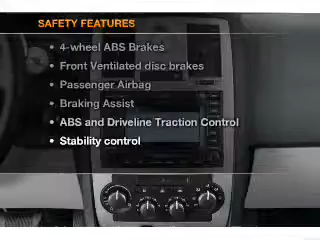 SAFETY FEATURES
• 4-wheel ABS Brakes
• Front Ventilated disc brakes
• Passenger Airbag
• Braking Assist
• ABS and Driveline Traction Control
• Stability control